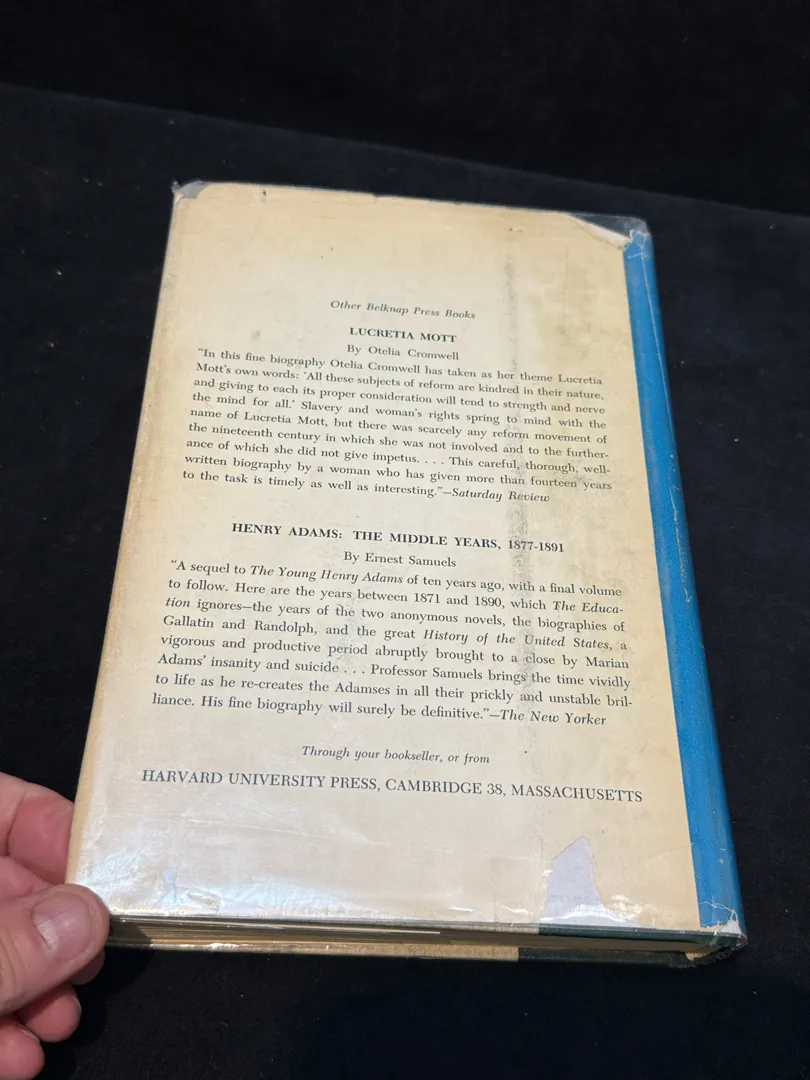 Other Belknap Press Books
LUCRETIA MOTT
By Otelia Cromwell
"In this fine biography Otelia Cromwell has taken as her theme Lucretia
Mott's own words: 'All these subjects of reform are kindred in their nature,
and giving to each its proper consideration will tend to strength and nerve
the mind for all.' Slavery and woman's rights spring to mind with the
name of Lucretia Mott, but there was scarcely any reform movement of
the nineteenth century in which she was not involved and to the further-
ance of which she did not give impetus. . . . This careful, thorough, well-
written biography by a woman who has given more than fourteen years
to the task is timely as well as interesting."—Saturday Review
HENRY ADAMS: THE MIDDLE YEARS, 1877-1891
By Ernest Samuels
"A sequel to The Young Henry Adams of ten years ago, with a final volume
to follow. Here are the years between 1871 and 1890, which The Educa-
tion ignores—the years of the two anonymous novels, the biographies of
Gallatin and Randolph, and the great History of the United States, a
vigorous and productive period abruptly brought to a close by Marian
Adams' insanity and suicide . . . Professor Samuels brings the time vividly
to life as he re-creates the Adamses in all their prickly and unstable bril-
liance. His fine biography will surely be definitive."—The New Yorker
Through your bookseller, or from
HARVARD UNIVERSITY PRESS, CAMBRIDGE 38, MASSACHUSETTS